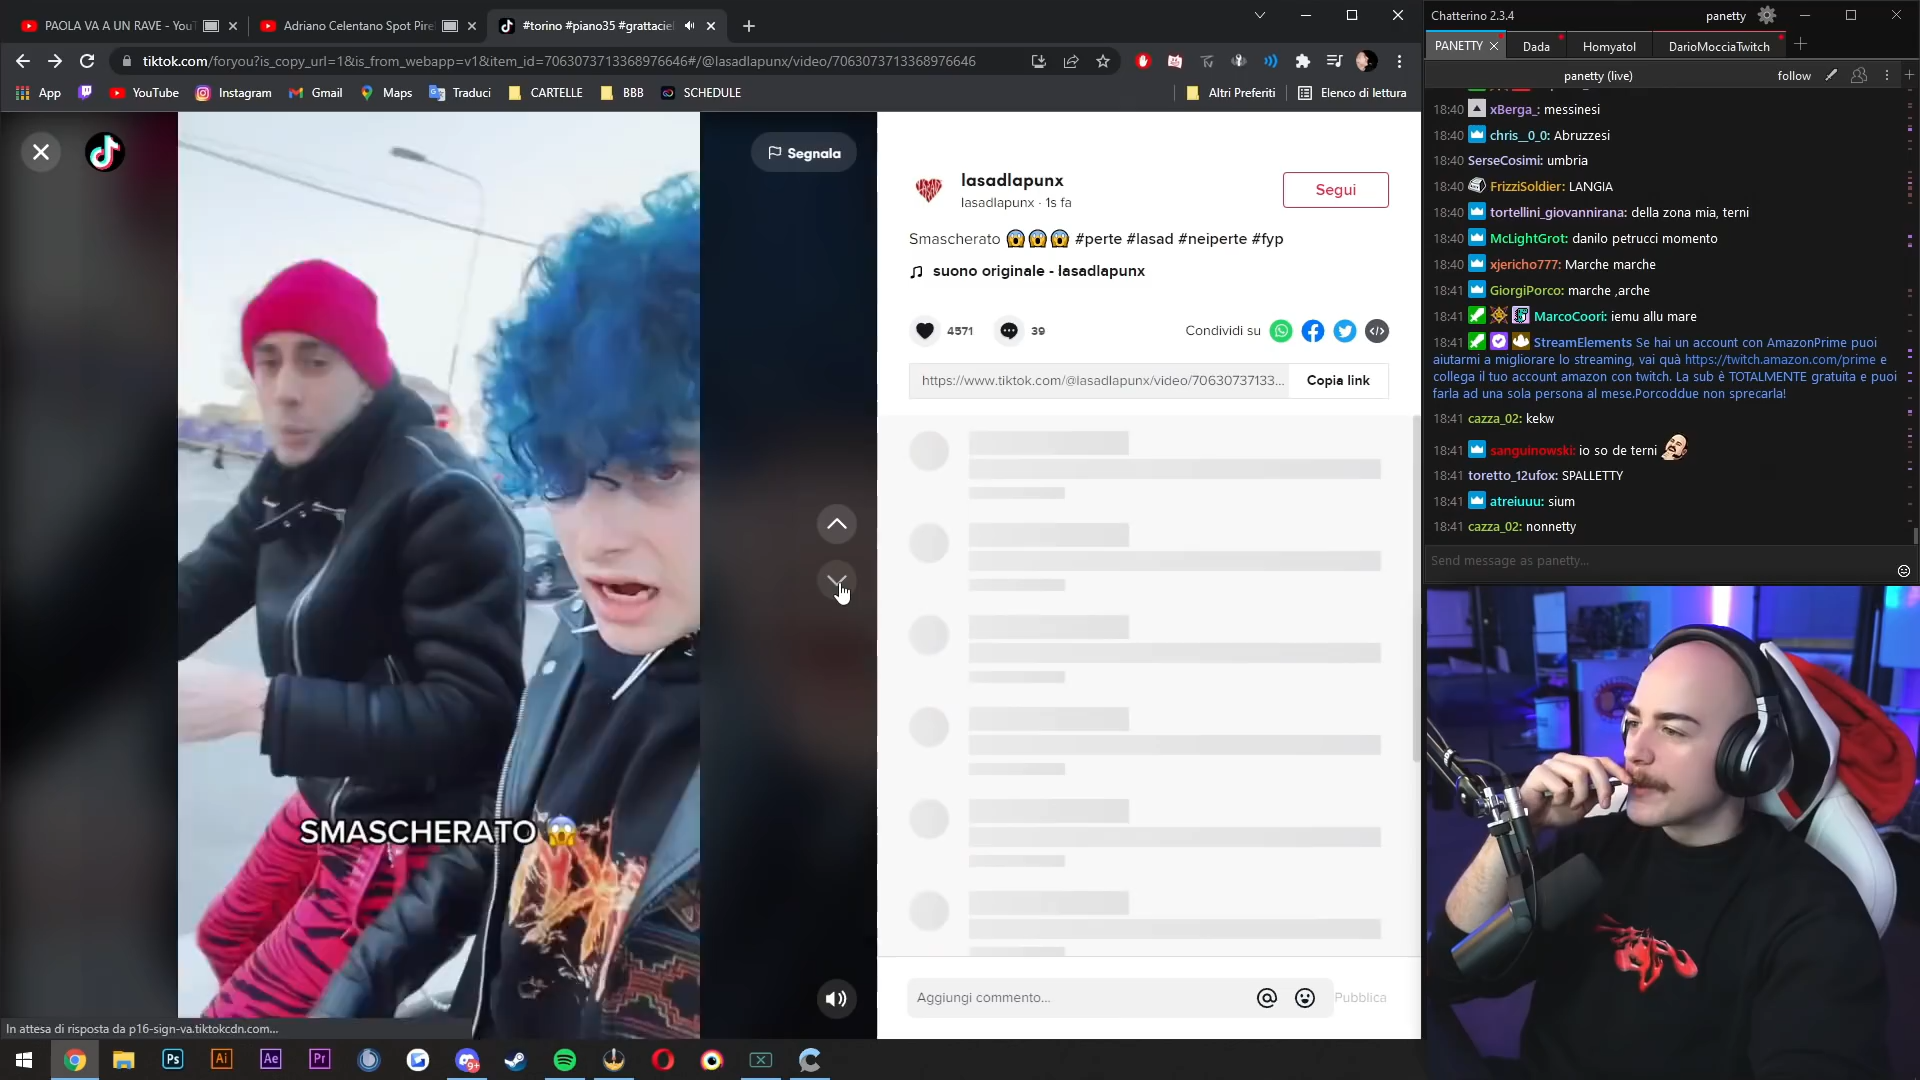 PAOLA VA A UN RAVE - YouT
Adriano Celentano Spot Pire
#torino #piano35 #grattaciel
tiktok.com/foryou?is_copy_url=1&is_from_webapp=v1&item_id=7063073713368976646#/@lasadlapunx/video/7063073713368976646
App
YouTube
Instagram
Gmail
Maps
Traduci
CARTELLE
BBB
SCHEDULE
Altri Preferiti
Elenco di lettura
Segnala
SMASCHERATO 😱
In attesa di risposta da p16-sign-va.tiktokcdn.com...
lasadlapunx
lasadlapunx · 1s fa
Segui
Smascherato 😱😱😱 #perte #lasad #neiperte #fyp
suono originale - lasadlapunx
4571
39
Condividi su
https://www.tiktok.com/@lasadlapunx/video/70630737133...
Copia link
Aggiungi commento...
Pubblica
Chatterino 2.3.4
panetty
PANETTY
Dada
Homyatol
DarioMocciaTwitch
panetty (live)
follow
18:40 xBerga_: messinesi
18:40 chris__0_0: Abruzzesi
18:40 SerseCosimi: umbria
18:40 FrizziSoldier: LANGIA
18:40 tortellini_giovannirana: della zona mia, terni
18:40 McLightGrot: danilo petrucci momento
18:40 xjericho777: Marche marche
18:41 GiorgiPorco: marche ,arche
18:41 MarcoCoori: iemu allu mare
18:41 StreamElements Se hai un account con AmazonPrime puoi
aiutarmi a migliorare lo streaming, vai quà https://twitch.amazon.com/prime e
collega il tuo account amazon con twitch. La sub è TOTALMENTE gratuita e puoi
farla ad una sola persona al mese.Porcoddue non sprecarla!
18:41 cazza_02: kekw
18:41 sanguinowski: io so de terni
18:41 toretto_12ufox: SPALLETTY
18:41 atreiuuu: sium
18:41 cazza_02: nonnetty
Send message as panetty...
Ps
Ai
Ae
Pr
9+